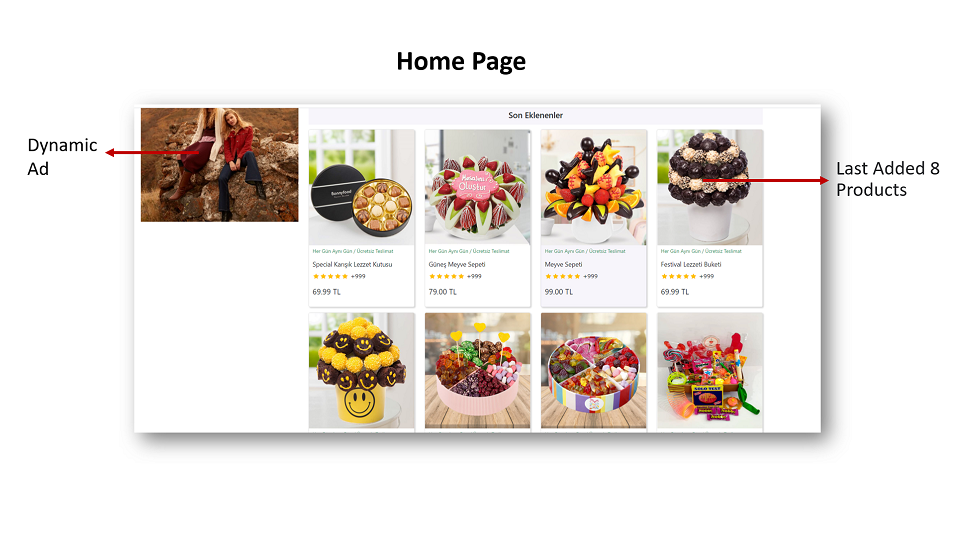 Home Page
Dynamic
Ad
Son Eklenenler
Last Added 8
Products
Bonnyfood
Her Gün Aynı Gün / Ücretsiz Teslimat
Special Karışık Lezzet Kutusu
+999
69.99 TL
Her Gün Aynı Gün / Ücretsiz Teslimat
Güneş Meyve Sepeti
+999
79.00 TL
Her Gün Aynı Gün / Ücretsiz Teslimat
Meyve Sepeti
+999
99.00 TL
Her Gün Aynı Gün / Ücretsiz Teslimat
Festival Lezzeti Buketi
+999
69.99 TL